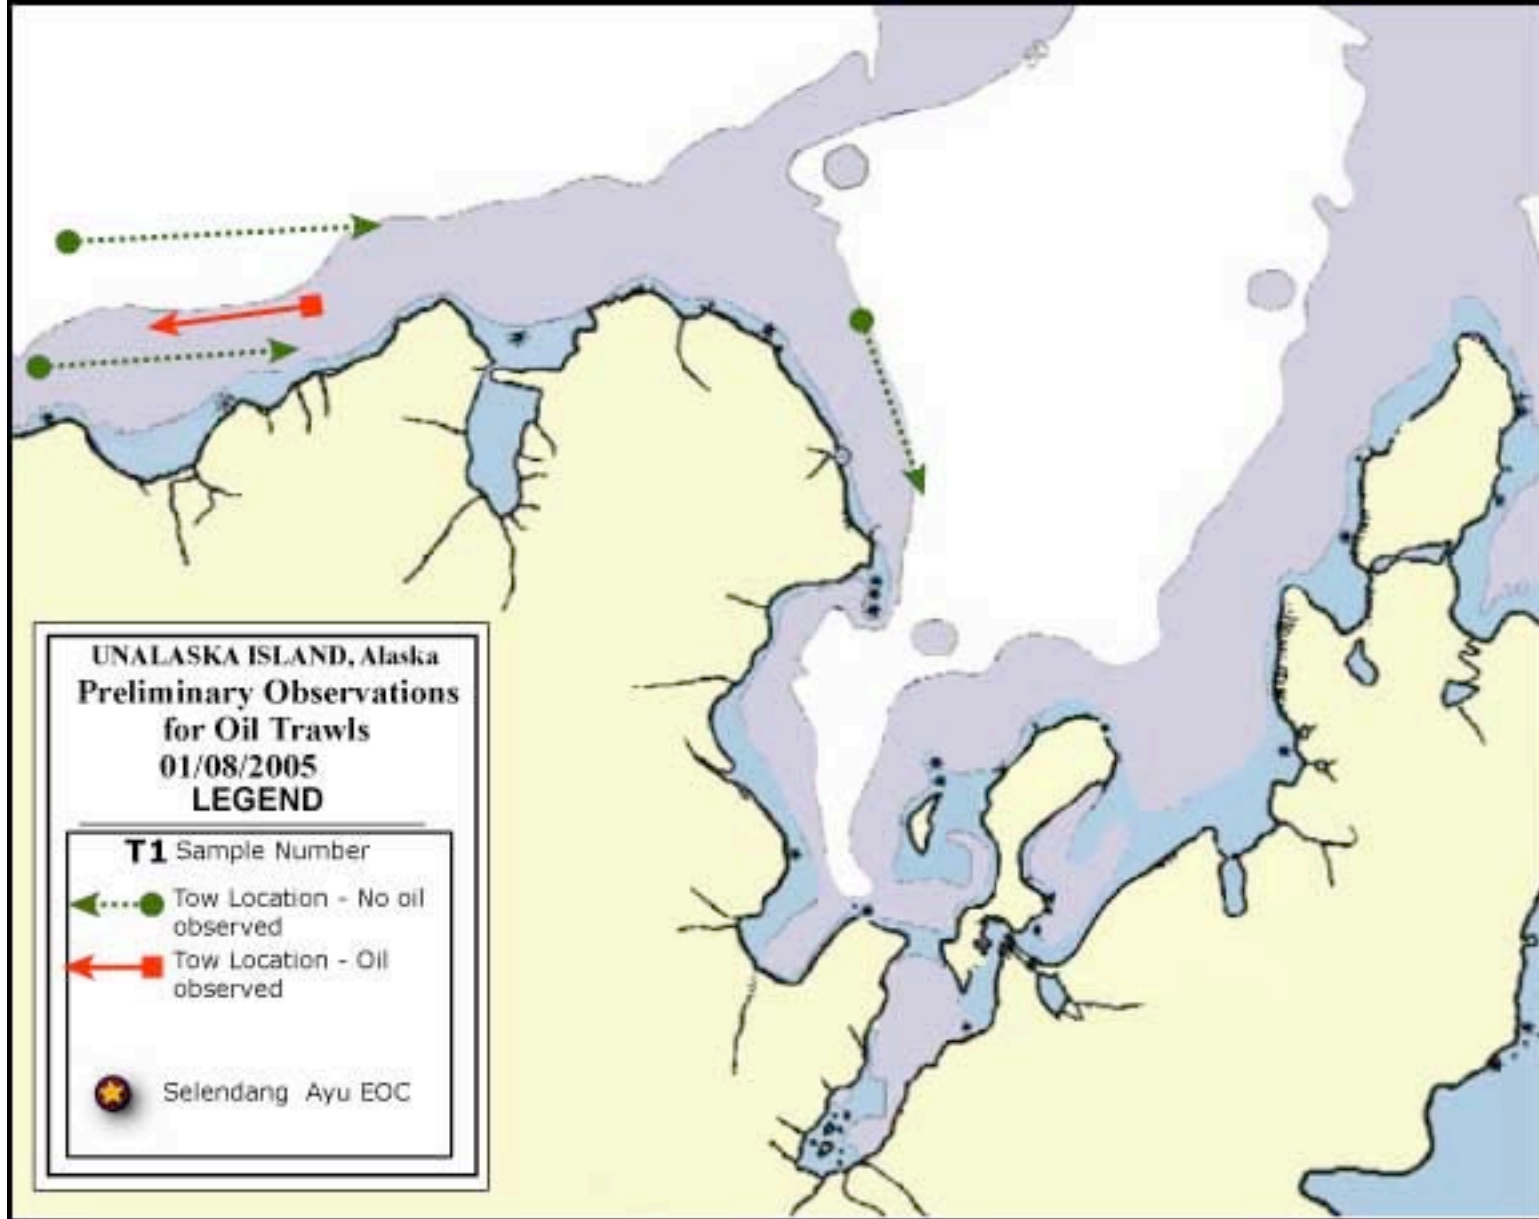 UNALASKA ISLAND, Alaska
Preliminary Observations
for Oil Trawls
01/08/2005
LEGEND
T1 Sample Number
Tow Location - No oil
observed
Tow Location - Oil
observed
Selendang Ayu EOC